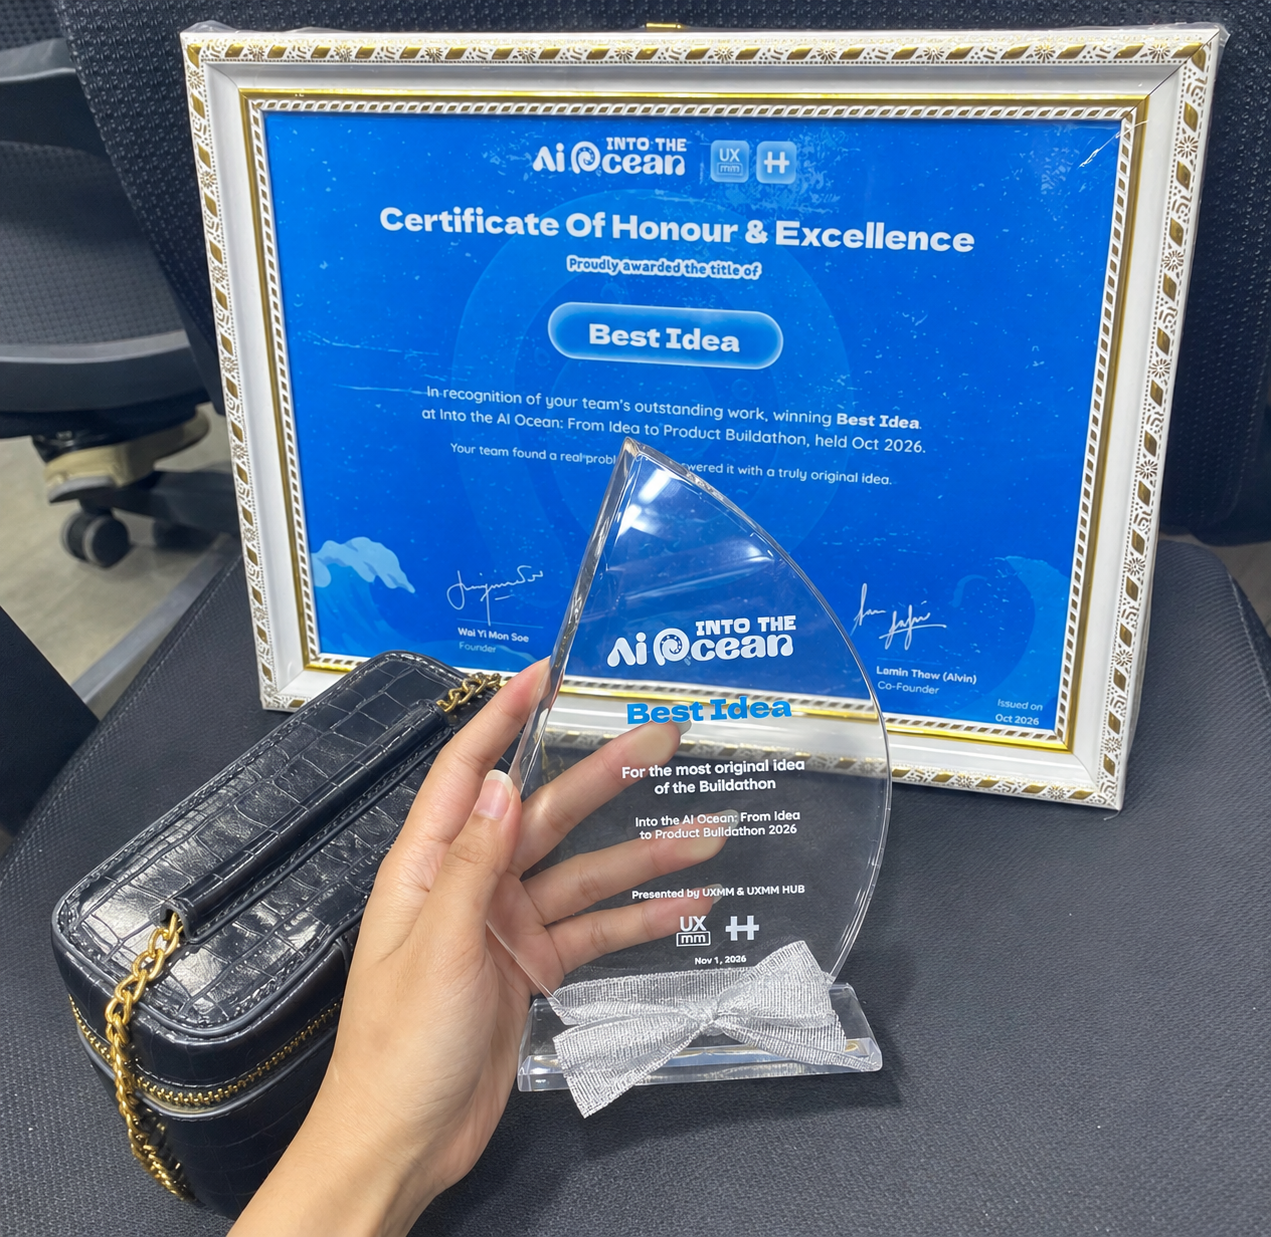 INTO THE
Ai Ocean
UX
mm
Certificate Of Honour & Excellence
Proudly awarded the title of
Best Idea
In recognition of your team's outstanding work, winning Best Idea.
at Into the AI Ocean: From Idea to Product Buildathon, held Oct 2026.
Your team found a real wered it with a truly original idea.
Wai Yi Mon Soe
Founder
Lamin Thaw (Alvin)
Co-Founder
Issued on
Oct 2026
INTO THE
Ai Ocean
Best Idea
For the most original idea
of the Buildathon
Into the AI Ocean: From Idea
to Product Buildathon 2026
Presented by UXMM & UXMM HUB
UX
mm
Nov 1, 2026